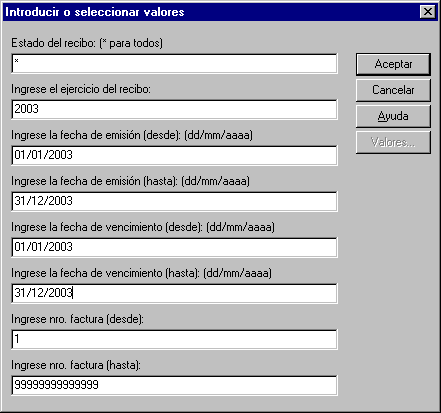 Introducir o seleccionar valores
Estado del recibo: (* para todos)
*
Aceptar
Ingrese el ejercicio del recibo:
Cancelar
2003
Ayuda
Ingrese la fecha de emisión (desde): (dd/mm/aaaa)
Valores...
01/01/2003
Ingrese la fecha de emisión (hasta): (dd/mm/aaaa)
31/12/2003
Ingrese la fecha de vencimiento (desde): (dd/mm/aaaa)
01/01/2003
Ingrese la fecha de vencimiento (hasta): (dd/mm/aaaa)
31/12/2003
Ingrese nro. factura (desde):
1
Ingrese nro. factura (hasta):
99999999999999